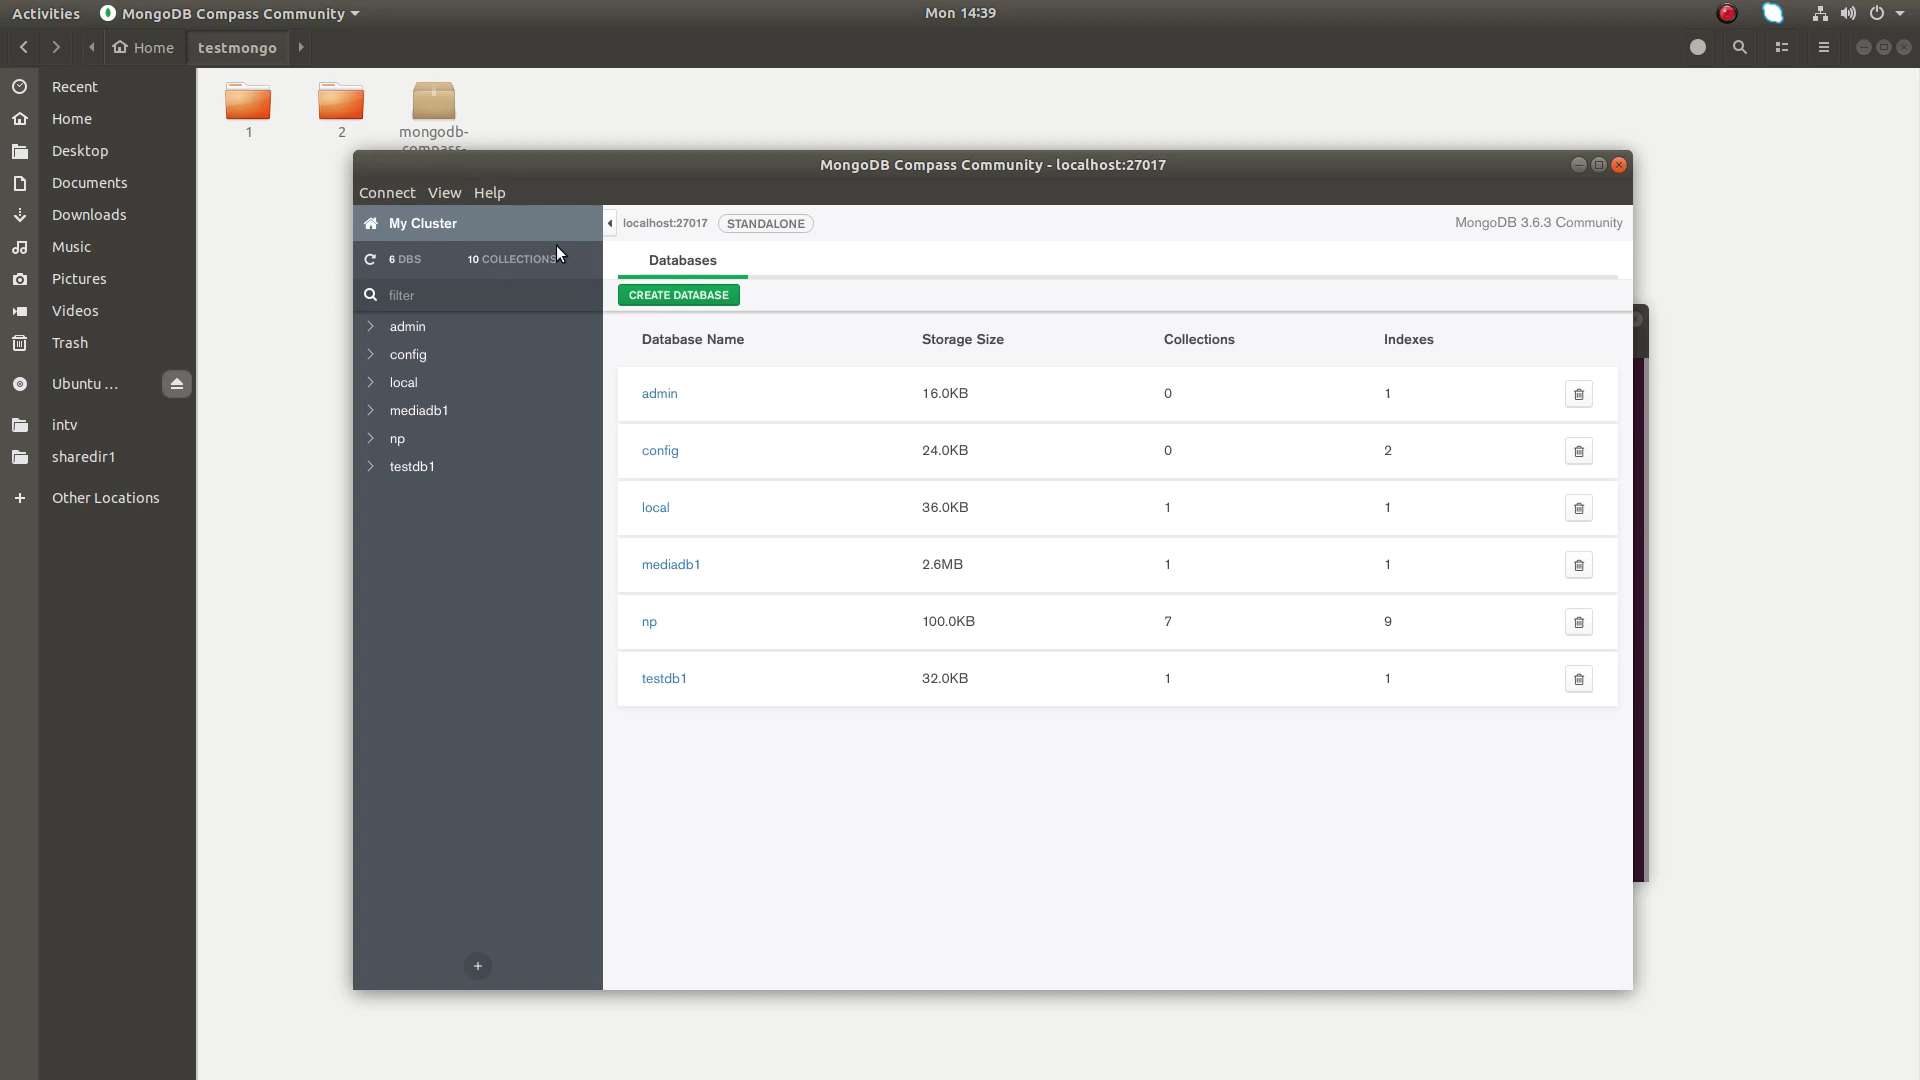 Activities MongoDB Compass Community Mon 14:39
Home testmongo
Recent
Home
Desktop
Documents
Downloads
Music
Pictures
Videos
Trash
Ubuntu ...
intv
sharedir1
Other Locations
1
2
mongodb-
compass-
MongoDB Compass Community - localhost:27017
Connect View Help
My Cluster
6 DBS 10 COLLECTIONS
filter
admin
config
local
mediadb1
np
testdb1
localhost:27017 STANDALONE MongoDB 3.6.3 Community
Databases
CREATE DATABASE
Database Name Storage Size Collections Indexes
admin 16.0KB 0 1
config 24.0KB 0 2
local 36.0KB 1 1
mediadb1 2.6MB 1 1
np 100.0KB 7 9
testdb1 32.0KB 1 1